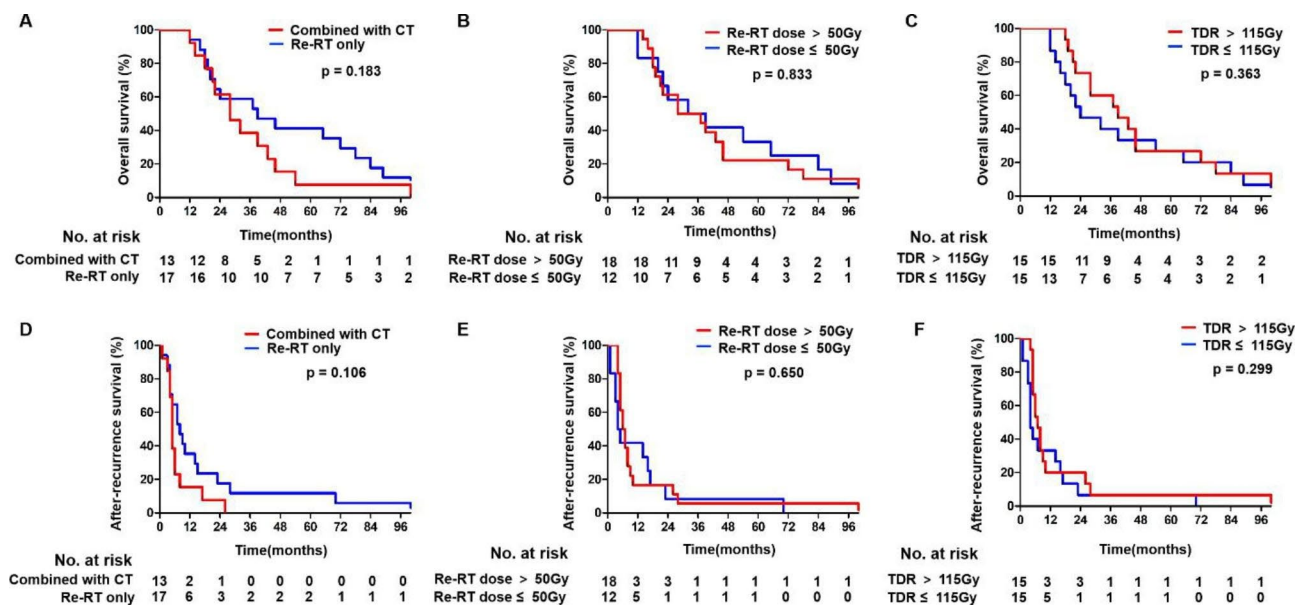 A
Combined with CT
Re-RT only
p = 0.183
Overall survival (%)
100
80
60
40
20
0
0 12 24 36 48 60 72 84 96
Time(months)
No. at risk
Combined with CT 13 12 8 5 2 1 1 1 1
Re-RT only 17 16 10 10 7 7 5 3 2
B
Re-RT dose > 50Gy
Re-RT dose ≤ 50Gy
p = 0.833
Overall survival (%)
100
80
60
40
20
0
0 12 24 36 48 60 72 84 96
Time(months)
No. at risk
Re-RT dose > 50Gy 18 18 11 9 4 4 3 2 1
Re-RT dose ≤ 50Gy 12 10 7 6 5 4 3 2 1
C
TDR > 115Gy
TDR ≤ 115Gy
p = 0.363
Overall survival (%)
100
80
60
40
20
0
0 12 24 36 48 60 72 84 96
Time(months)
No. at risk
TDR > 115Gy 15 15 11 9 4 4 3 2 2
TDR ≤ 115Gy 15 13 7 6 5 4 3 2 1
D
Combined with CT
Re-RT only
p = 0.106
After-recurrence survival (%)
100
80
60
40
20
0
0 12 24 36 48 60 72 84 96
Time(months)
No. at risk
Combined with CT 13 2 1 0 0 0 0 0 0
Re-RT only 17 6 3 2 2 2 1 1 1
E
Re-RT dose > 50Gy
Re-RT dose ≤ 50Gy
p = 0.650
After-recurrence survival (%)
100
80
60
40
20
0
0 12 24 36 48 60 72 84 96
Time(months)
No. at risk
Re-RT dose > 50Gy 18 3 3 1 1 1 1 1 1
Re-RT dose ≤ 50Gy 12 5 1 1 1 1 0 0 0
F
TDR > 115Gy
TDR ≤ 115Gy
p = 0.299
After-recurrence survival (%)
100
80
60
40
20
0
0 12 24 36 48 60 72 84 96
Time(months)
No. at risk
TDR > 115Gy 15 3 3 1 1 1 1 1 1
TDR ≤ 115Gy 15 5 1 1 1 1 0 0 0